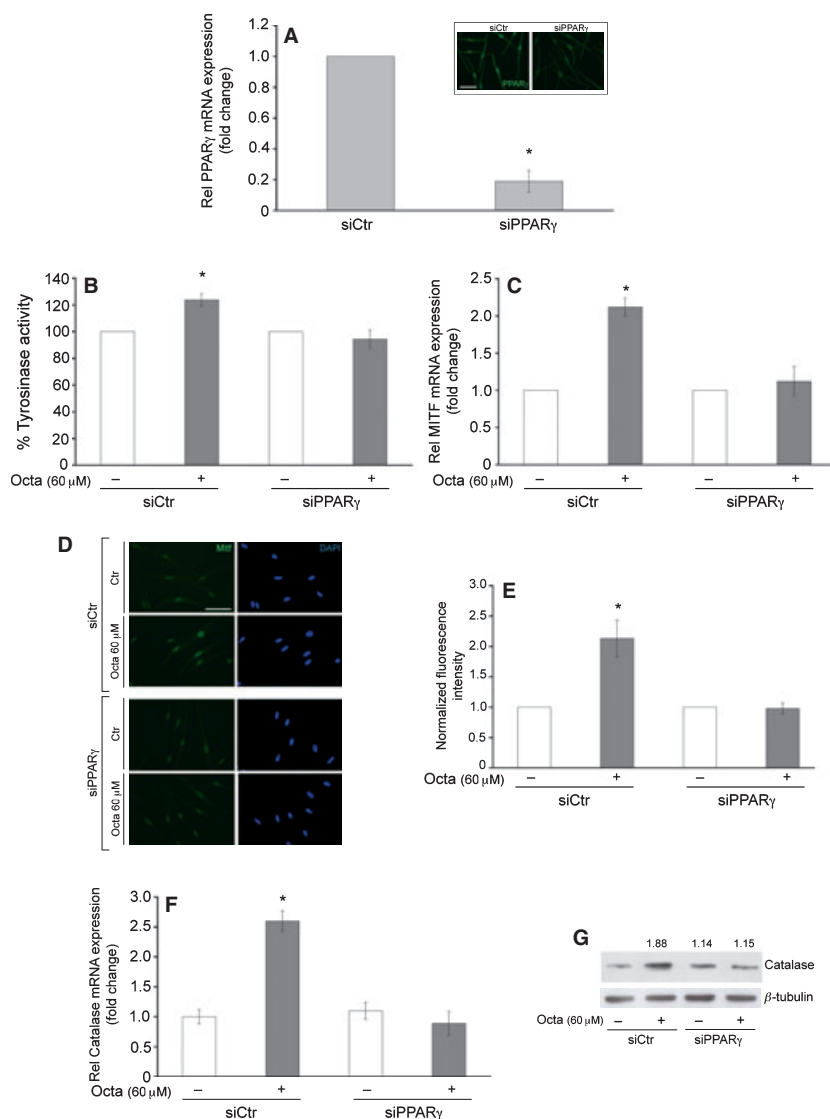 A
Rel PPARγ mRNA expression
(fold change)
1.2
1.0
0.8
0.6
0.4
0.2
0
*
siCtr
siPPARγ
siCtr
siPPARγ
PPARγ
B
% Tyrosinase activity
140
120
100
80
60
40
20
0
*
Octa (60 μM)
–
+
–
+
siCtr
siPPARγ
C
Rel MITF mRNA expression
(fold change)
2.5
2.0
1.5
1.0
0.5
0
*
Octa (60 μM)
–
+
–
+
siCtr
siPPARγ
D
siCtr
Ctr
Octa 60 μM
siPPARγ
Ctr
Octa 60 μM
Mitf
DAPI
E
Normalized fluorescence
intensity
3.0
2.5
2.0
1.0
0.5
0
*
Octa (60 μM)
–
+
–
+
siCtr
siPPARγ
F
Rel Catalase mRNA expression
(fold change)
3.0
2.5
2.0
1.5
1.0
0.5
0
*
Octa (60 μM)
–
+
–
+
siCtr
siPPARγ
G
1.88
1.14
1.15
Catalase
β-tubulin
Octa (60 μM)
–
+
–
+
siCtr
siPPARγ